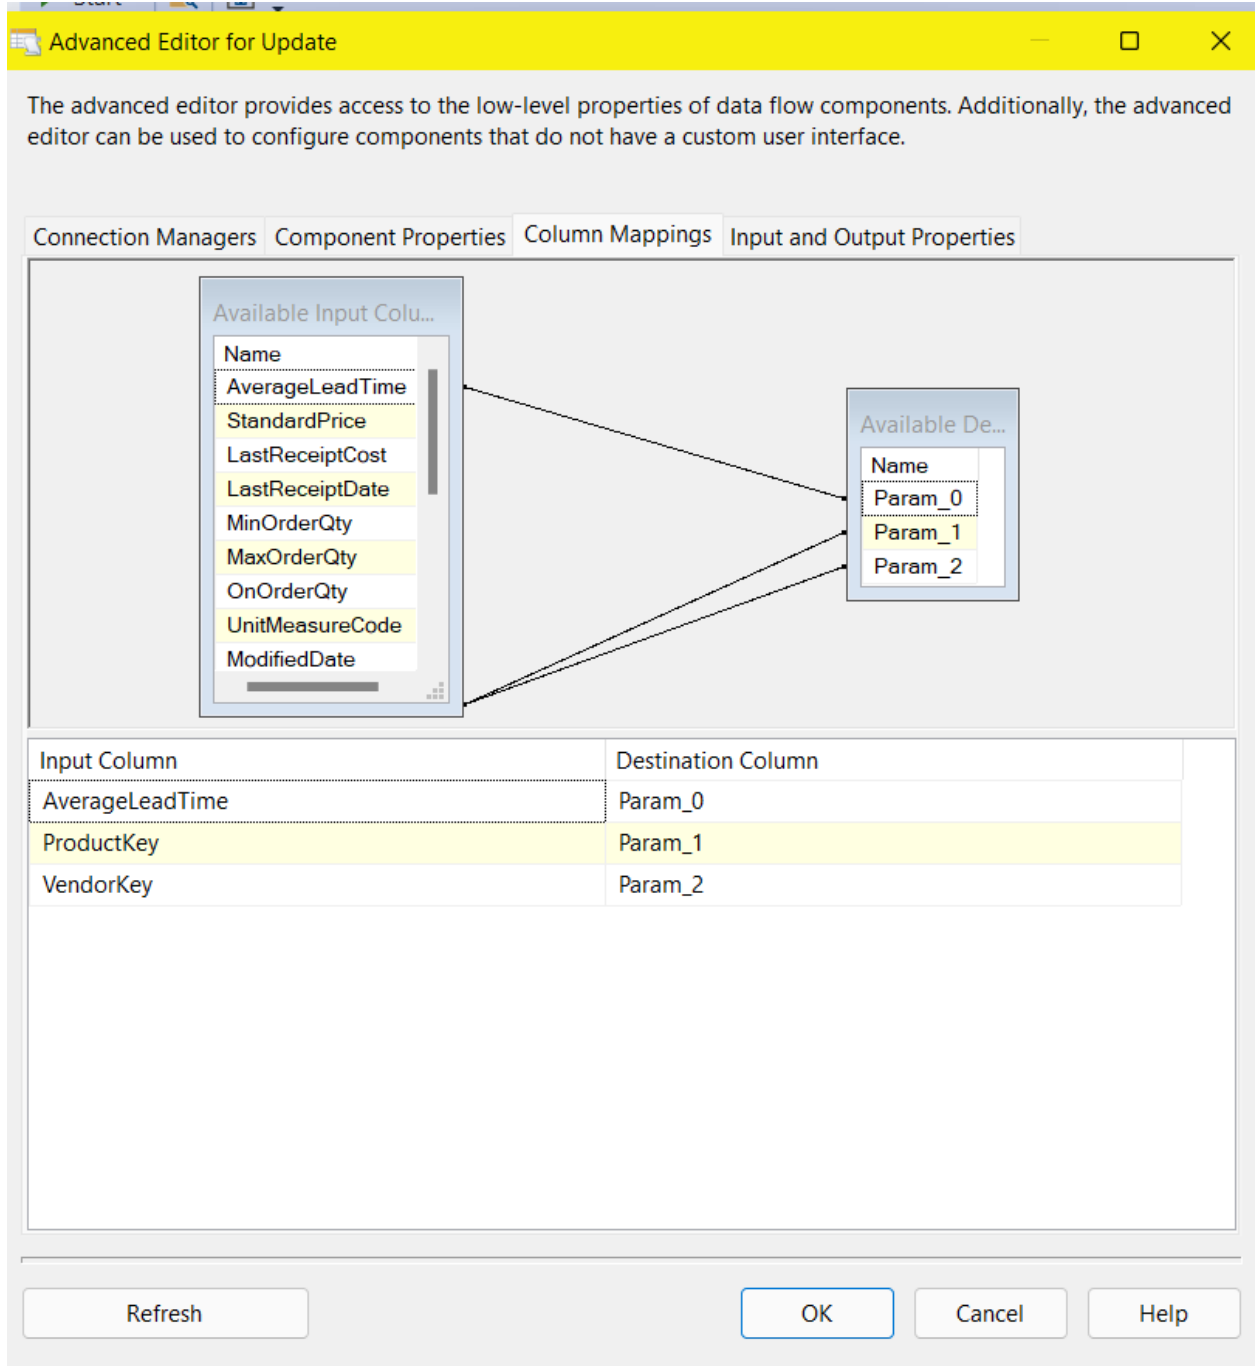 Start
Advanced Editor for Update
The advanced editor provides access to the low-level properties of data flow components. Additionally, the advanced
editor can be used to configure components that do not have a custom user interface.
Connection Managers Component Properties Column Mappings Input and Output Properties
Available Input Colu...
Name
AverageLeadTime
StandardPrice
LastReceiptCost
LastReceiptDate
MinOrderQty
MaxOrderQty
OnOrderQty
UnitMeasureCode
ModifiedDate
Available De...
Name
Param_0
Param_1
Param_2
Input Column Destination Column
AverageLeadTime Param_0
ProductKey Param_1
VendorKey Param_2
Refresh OK Cancel Help